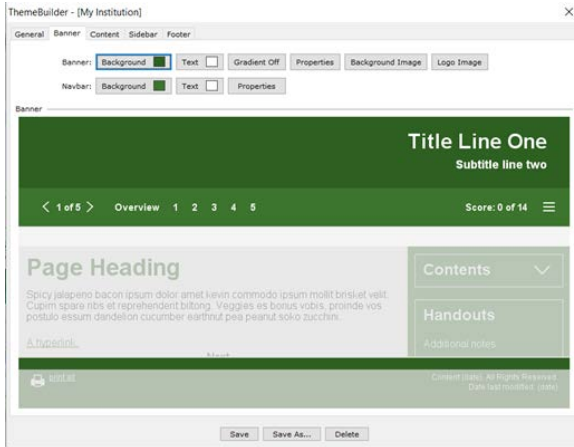 ThemeBuilder - [My Institution]
General Banner Content Sidebar Footer
Banner: Background Text Gradient Off Properties Background Image Logo Image
Navbar: Background Text Properties
Banner
Title Line One
Subtitle line two
< 1 of 5 > Overview 1 2 3 4 5 Score: 0 of 14
Page Heading
Contents
Spicy jalapeno bacon ipsum dolor amet kevin commodo ipsum mollit brisket velit.
Cupim spare ribs et reprehenderit biltong. Veggies es bonus vobis, proinde vos
postulo essum dandelion cucumber earthnut pea peanut soko zucchini.
Handouts
A hyperlink.
Next
Additional notes
print all
Content (date). All Rights Reserved.
Date last modified: (date)
Save Save As... Delete